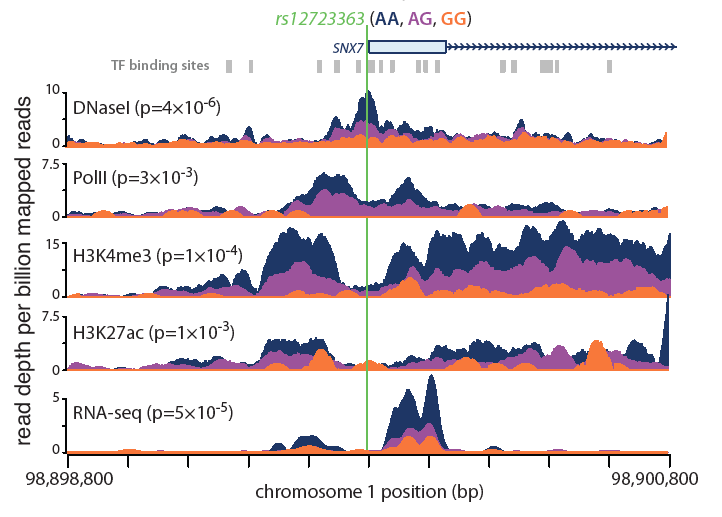 rs12723363 (AA, AG, GG)
SNX7
TF binding sites
read depth per billion mapped reads
10
0
DNaseI (p=4×10-6)
7.5
0
PolII (p=3×10-3)
15
0
H3K4me3 (p=1×10-4)
7.5
0
H3K27ac (p=1×10-3)
5
0
RNA-seq (p=5×10-5)
98,898,800
98,900,800
chromosome 1 position (bp)